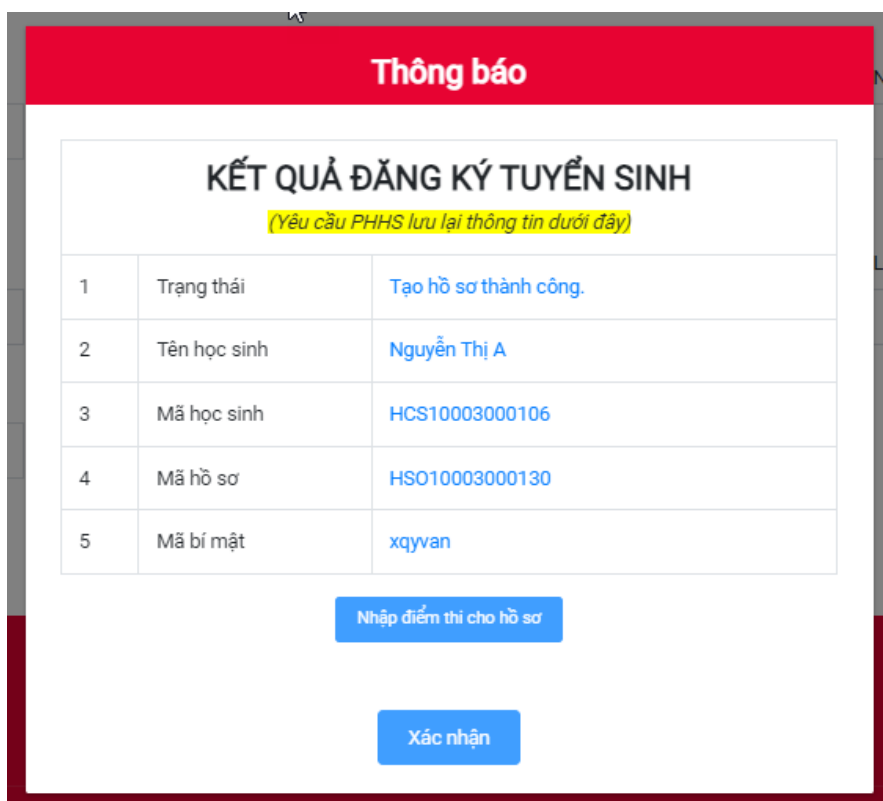 Thông báo
KẾT QUẢ ĐĂNG KÝ TUYỂN SINH
(Yêu cầu PHHS lưu lại thông tin dưới đây)
1 Trạng thái Tạo hồ sơ thành công.
2 Tên học sinh Nguyễn Thị A
3 Mã học sinh HCS10003000106
4 Mã hồ sơ HSO10003000130
5 Mã bí mật xqyvan
Nhập điểm thi cho hồ sơ
Xác nhận